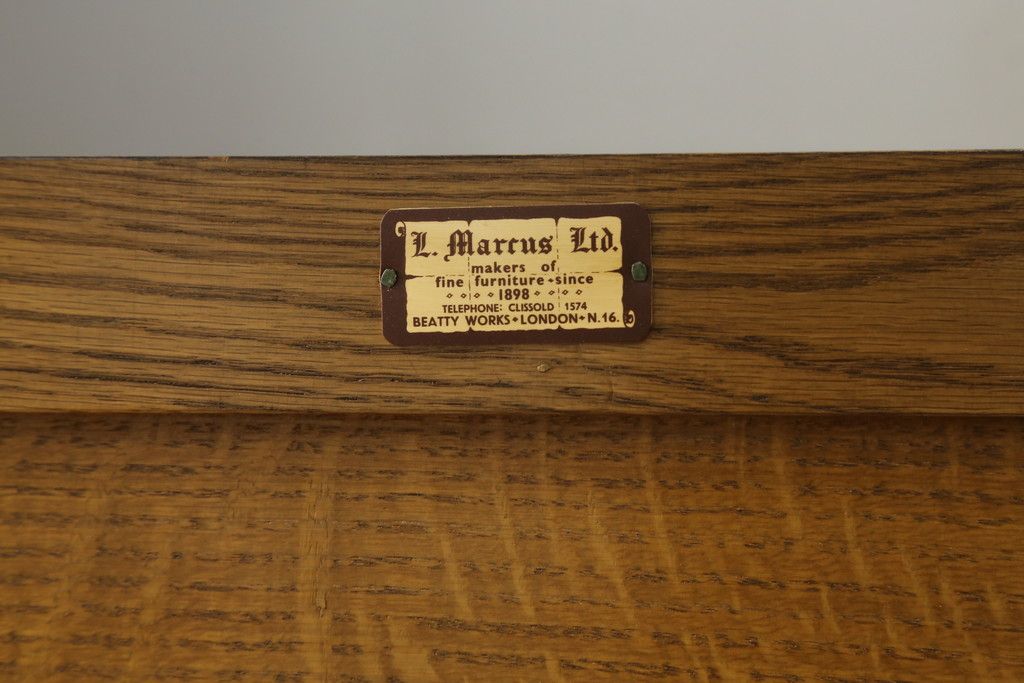 L. Marcus Ltd.
makers of
fine furniture • since
1898
TELEPHONE: CLISSOLD 1574
BEATTY WORKS • LONDON • N.16.